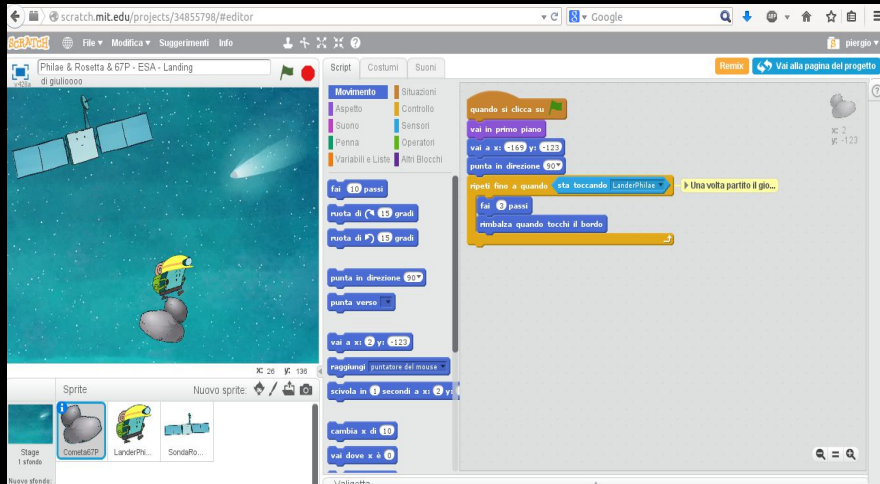 scratch.mit.edu/projects/34855798/#editor
Google
SCRATCH File Modifica Suggerimenti Info
piergio
Philae & Rosetta & 67P - ESA - Landing
di giulioooo
v428a
Script Costumi Suoni
Remix Vai alla pagina del progetto
Movimento Situazioni
Aspetto Controllo
Suono Sensori
Penna Operatori
Variabili e Liste Altri Blocchi
fai 10 passi
ruota di 15 gradi
ruota di 15 gradi
punta in direzione 90
punta verso
vai a x: 2 y: -123
raggiungi puntatore del mouse
scivola in 1 secondi a x: 2 y:
cambia x di 10
vai dove x è 0
quando si clicca su
vai in primo piano
vai a x: -169 y: -123
punta in direzione 90
ripeti fino a quando sta toccando LanderPhilae
Una volta partito il gio...
fai 3 passi
rimbalza quando tocchi il bordo
x: 2
y: -123
X: 26 y: 136
Sprite Nuovo sprite:
Stage
1 sfondo
Cometa67P LanderPhi... SondaRo...
Nuovo sfondo:
Valigetta